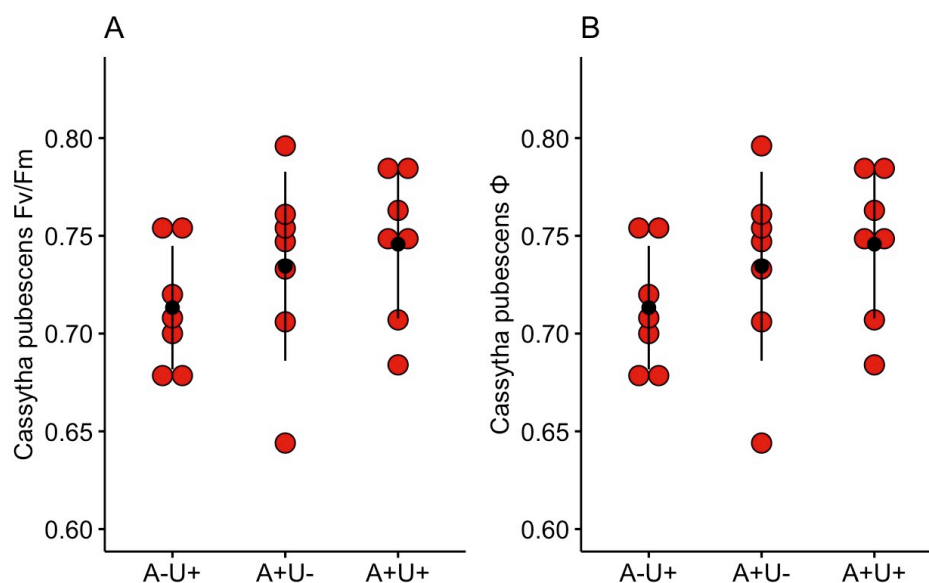 A
Cassytha pubescens Fv/Fm
0.80
0.75
0.70
0.65
0.60
A-U+
A+U-
A+U+
B
Cassytha pubescens Φ
0.80
0.75
0.70
0.65
0.60
A-U+
A+U-
A+U+